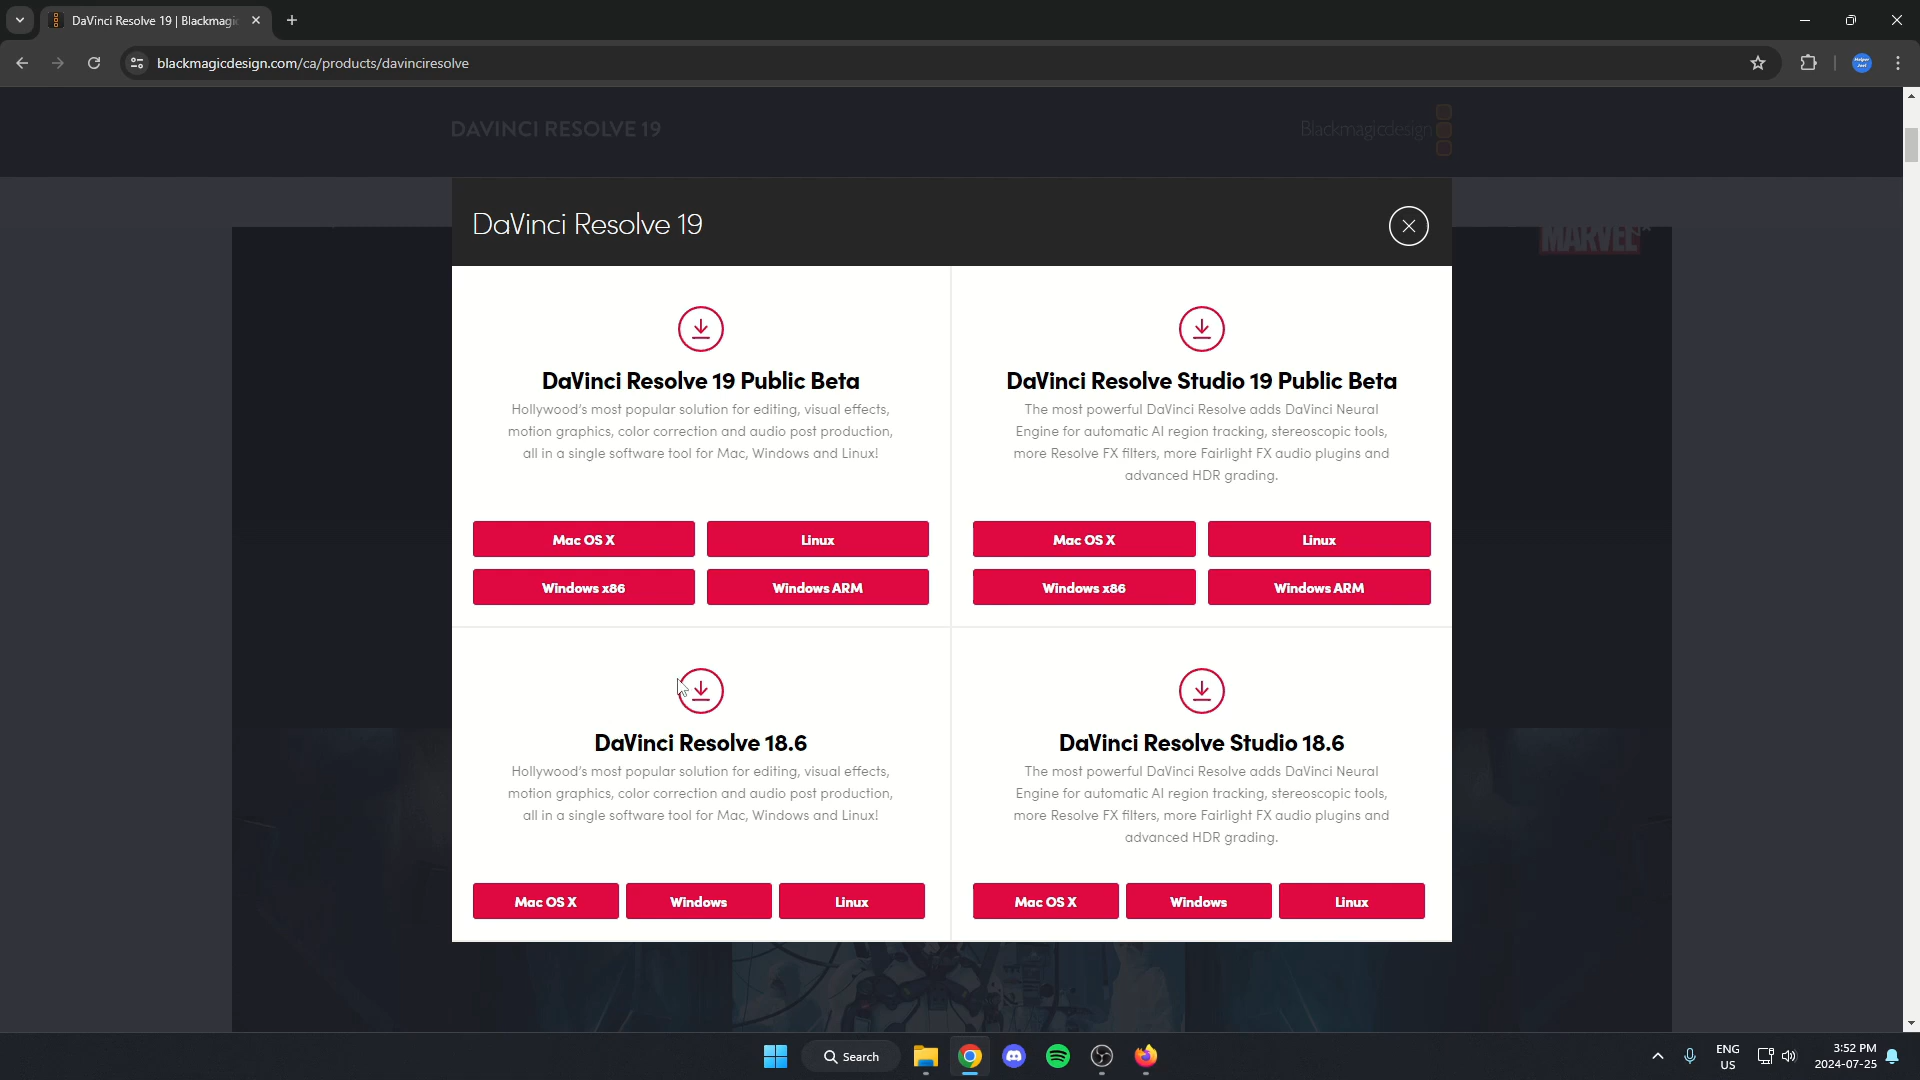 DaVinci Resolve 19 | Blackmagic
blackmagicdesign.com/ca/products/davinciresolve
DAVINCI RESOLVE 19
Blackmagicdesign
MARVEL
DaVinci Resolve 19
DaVinci Resolve 19 Public Beta
Hollywood's most popular solution for editing, visual effects,
motion graphics, color correction and audio post production,
all in a single software tool for Mac, Windows and Linux!
Mac OS X
Linux
Windows x86
Windows ARM
DaVinci Resolve Studio 19 Public Beta
The most powerful DaVinci Resolve adds DaVinci Neural
Engine for automatic AI region tracking, stereoscopic tools,
more Resolve FX filters, more Fairlight FX audio plugins and
advanced HDR grading.
Mac OS X
Linux
Windows x86
Windows ARM
DaVinci Resolve 18.6
Hollywood's most popular solution for editing, visual effects,
motion graphics, color correction and audio post production,
all in a single software tool for Mac, Windows and Linux!
Mac OS X
Windows
Linux
DaVinci Resolve Studio 18.6
The most powerful DaVinci Resolve adds DaVinci Neural
Engine for automatic AI region tracking, stereoscopic tools,
more Resolve FX filters, more Fairlight FX audio plugins and
advanced HDR grading.
Mac OS X
Windows
Linux
Search
ENG
US
3:52 PM
2024-07-25